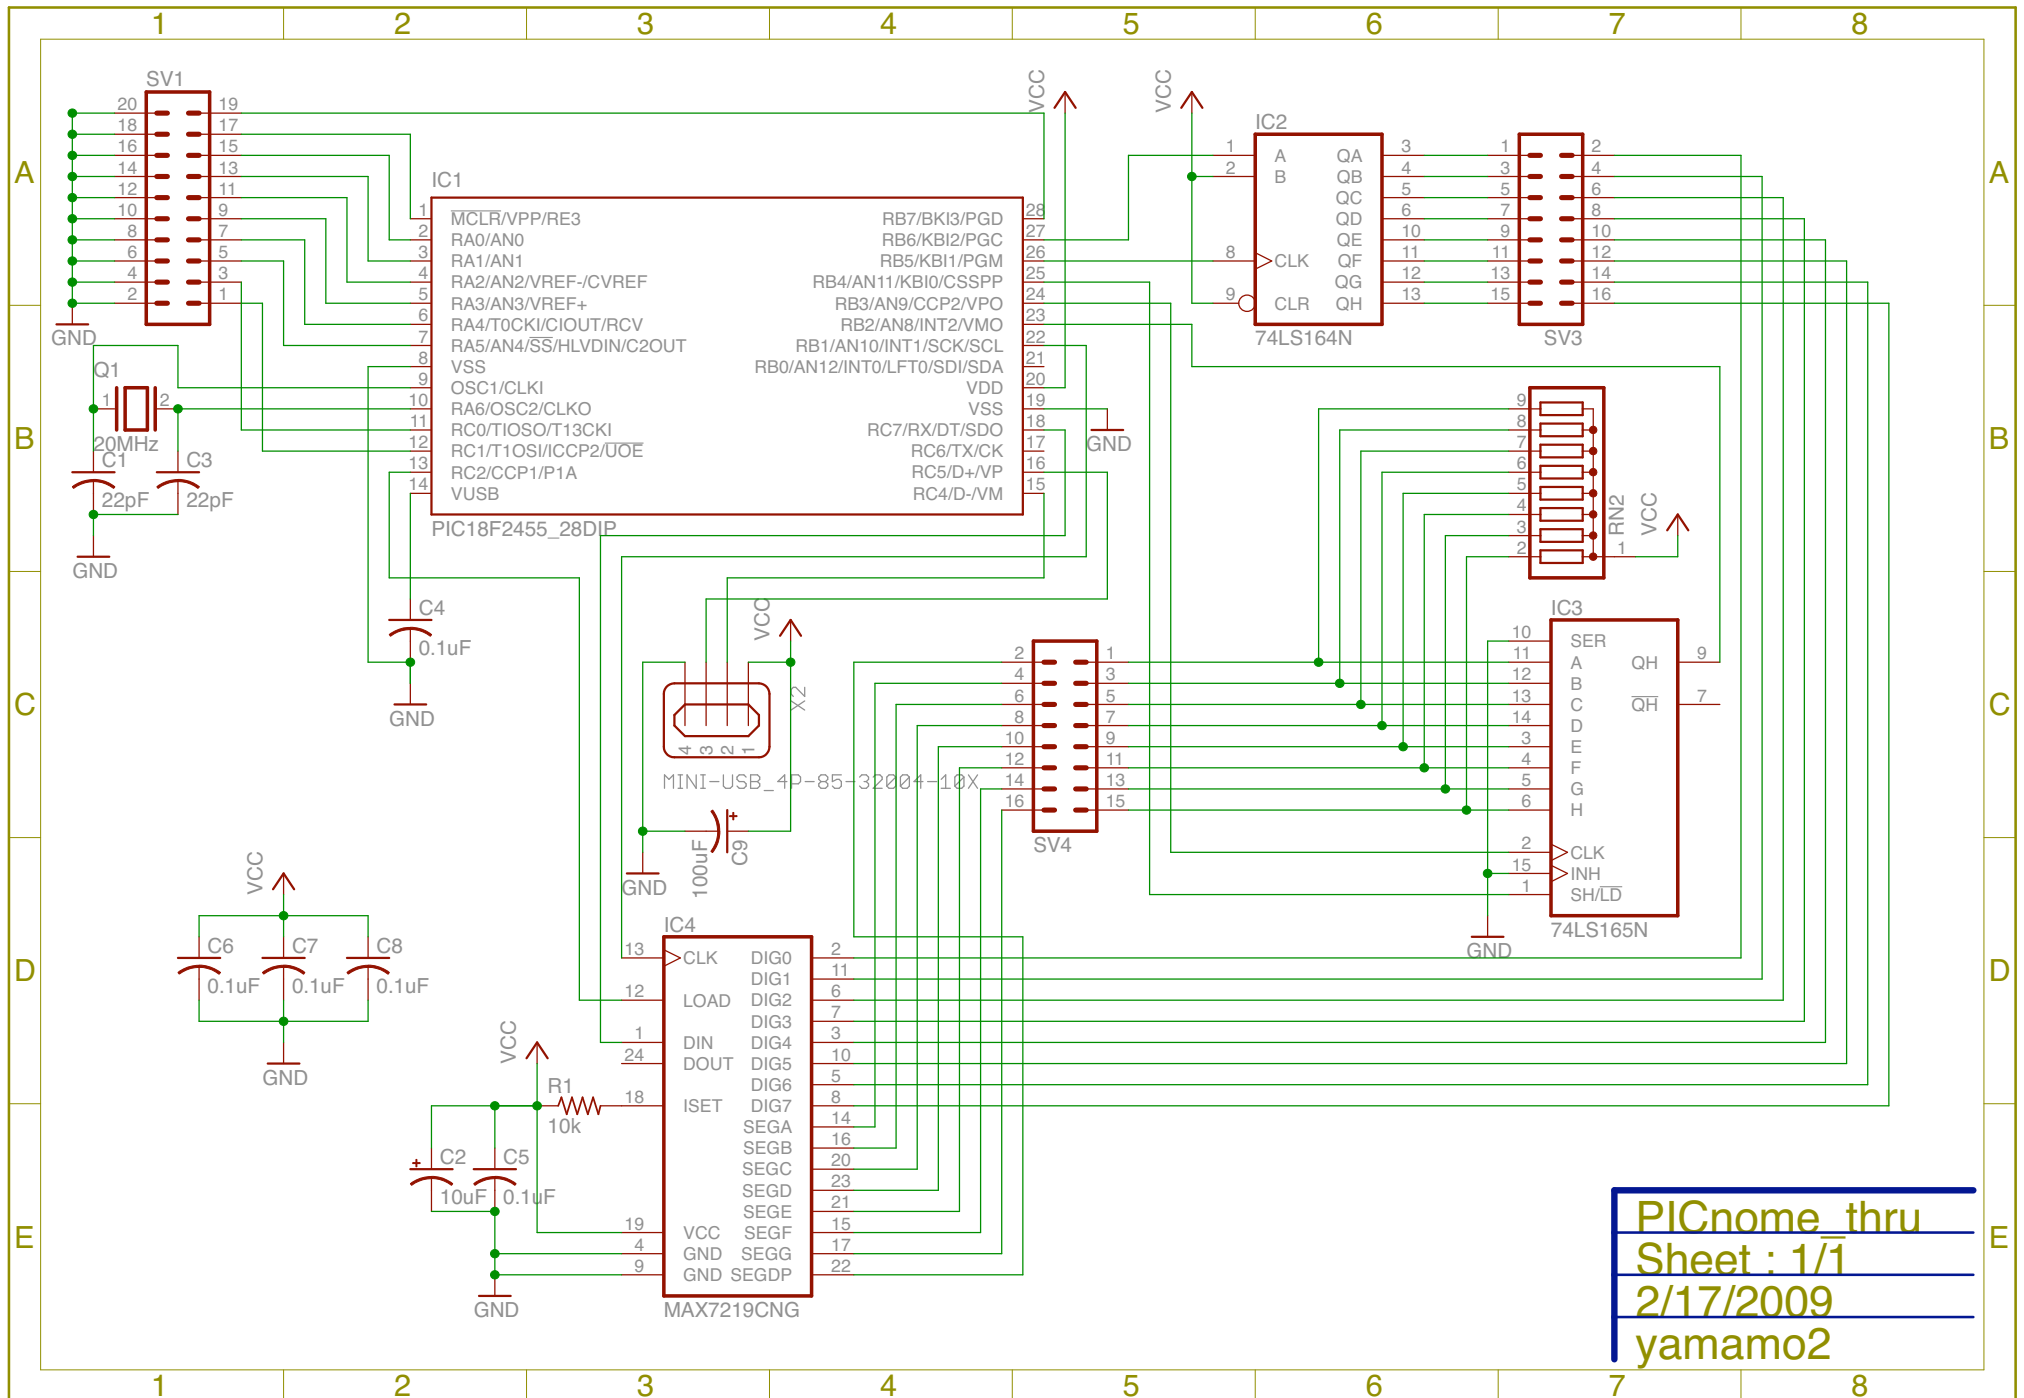 1 2 3 4 5 6 7 8
A A
B B
C C
D D
E E
1 2 3 4 5 6 7 8
SV1
20 19
18 17
16 15
14 13
12 11
10 9
8 7
6 5
4 3
2 1
GND
IC1
1 MCLR/VPP/RE3
2 RA0/AN0
3 RA1/AN1
4 RA2/AN2/VREF-/CVREF
5 RA3/AN3/VREF+
6 RA4/T0CKI/CIOUT/RCV
7 RA5/AN4/SS/HLVDIN/C2OUT
8 VSS
9 OSC1/CLKI
10 RA6/OSC2/CLKO
11 RC0/TIOSO/T13CKI
12 RC1/T1OSI/ICCP2/UOE
13 RC2/CCP1/P1A
14 VUSB
RB7/BKI3/PGD 28
RB6/KBI2/PGC 27
RB5/KBI1/PGM 26
RB4/AN11/KBI0/CSSPP 25
RB3/AN9/CCP2/VPO 24
RB2/AN8/INT2/VMO 23
RB1/AN10/INT1/SCK/SCL 22
RB0/AN12/INT0/LFT0/SDI/SDA 21
VDD 20
VSS 19
RC7/RX/DT/SDO 18
RC6/TX/CK 17
RC5/D+/VP 16
RC4/D-/VM 15
PIC18F2455_28DIP
VCC
GND
Q1
1 2
20MHz
C1
22pF
C3
22pF
GND
C4
0.1uF
GND
VCC
IC2
1 A QA 3
2 B QB 4
QC 5
QD 6
QE 10
8 CLK QF 11
QG 12
9 CLR QH 13
74LS164N
1 2
3 4
5 6
7 8
9 10
11 12
13 14
15 16
SV3
9
8
7
6
5
4
3
2 1
RN2
VCC
VCC
X2
4 3 2 1
MINI-USB_4P-85-32004-10X
100uF
C9
GND
2 1
4 3
6 5
8 7
10 9
12 11
14 13
16 15
SV4
IC3
10 SER
11 A QH 9
12 B
13 C QH 7
14 D
3 E
4 F
5 G
6 H
2 CLK
15 INH
1 SH/LD
74LS165N
GND
VCC
C6
0.1uF
C7
0.1uF
C8
0.1uF
GND
IC4
13 CLK DIG0 2
DIG1 11
12 LOAD DIG2 6
DIG3 7
1 DIN DIG4 3
24 DOUT DIG5 10
DIG6 5
18 ISET DIG7 8
SEGA 14
SEGB 16
SEGC 20
SEGD 23
SEGE 21
19 VCC SEGF 15
4 GND SEGG 17
9 GND SEGDP 22
MAX7219CNG
VCC
R1
10k
C2
10uF
C5
0.1uF
GND
PICnome_thru
Sheet : 1/1
2/17/2009
yamamo2